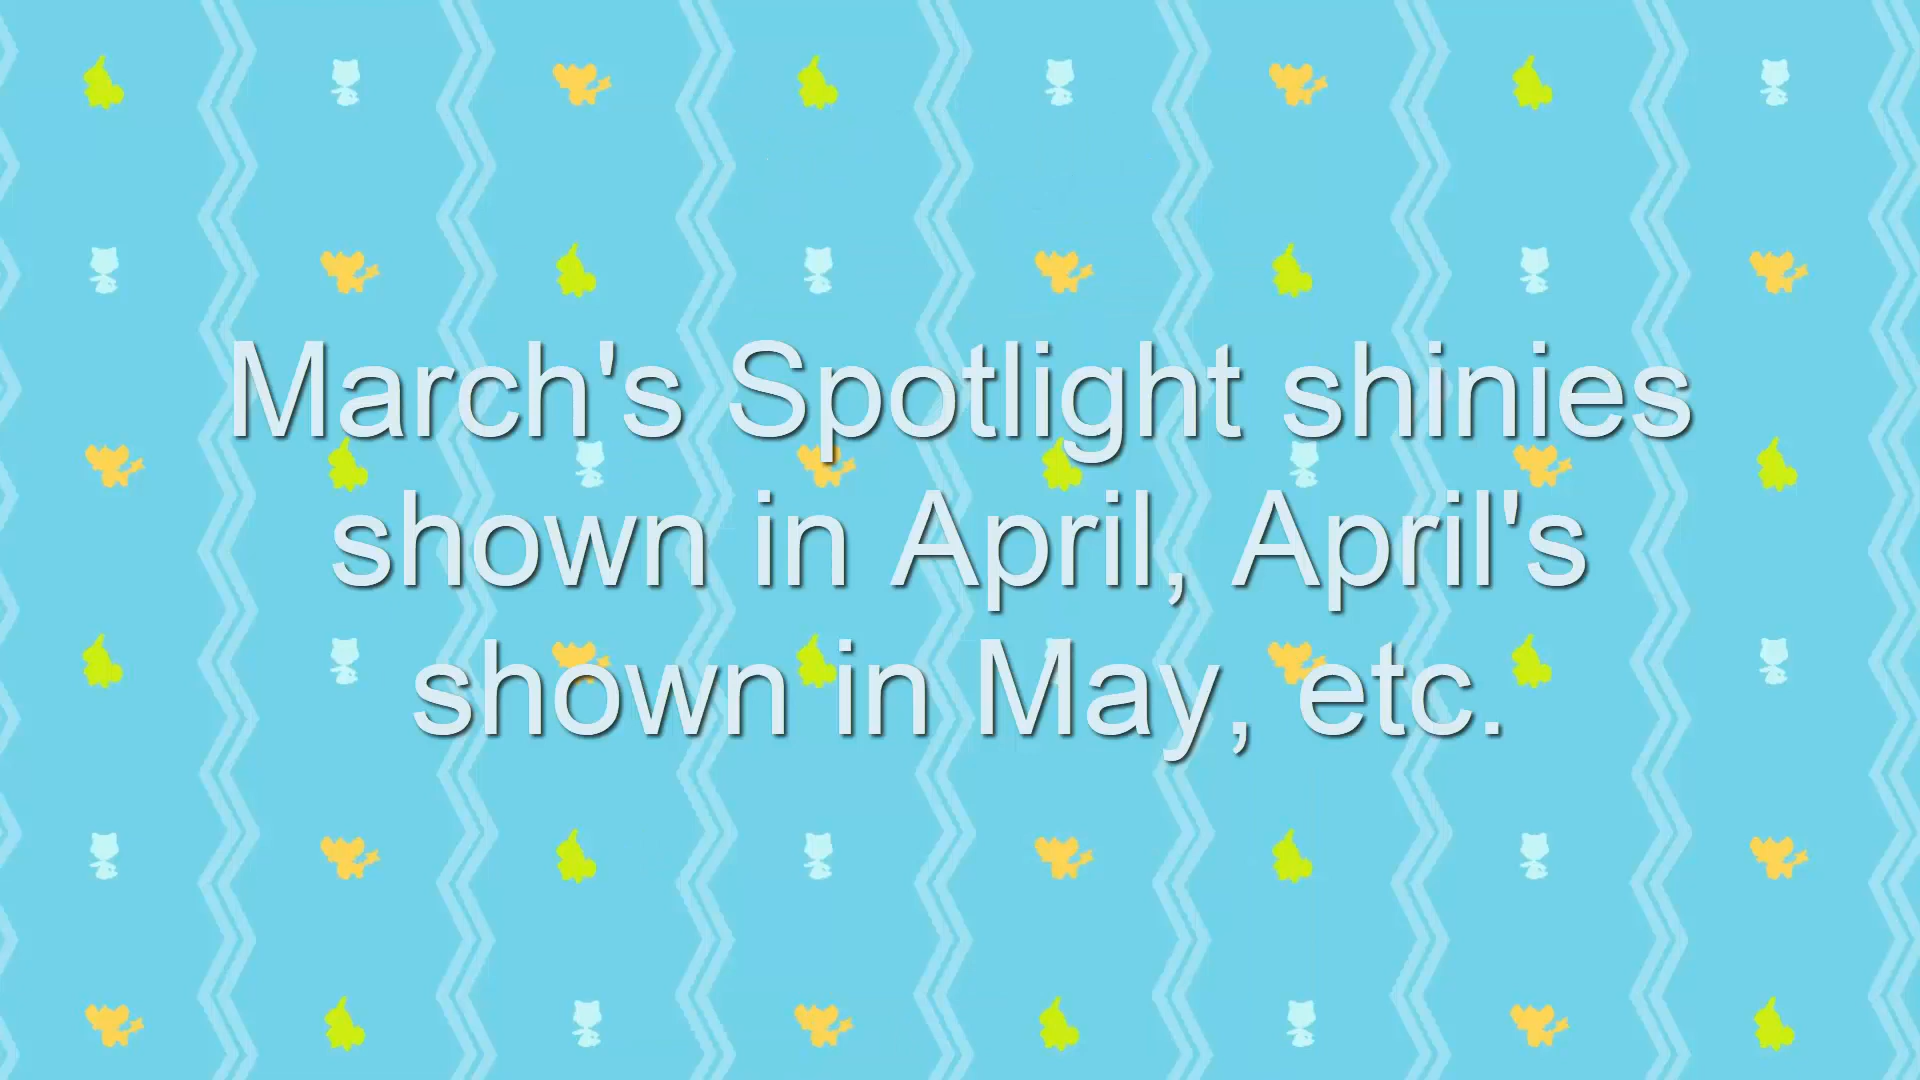 March's Spotlight shinies
shown in April, April's
shown in May, etc.